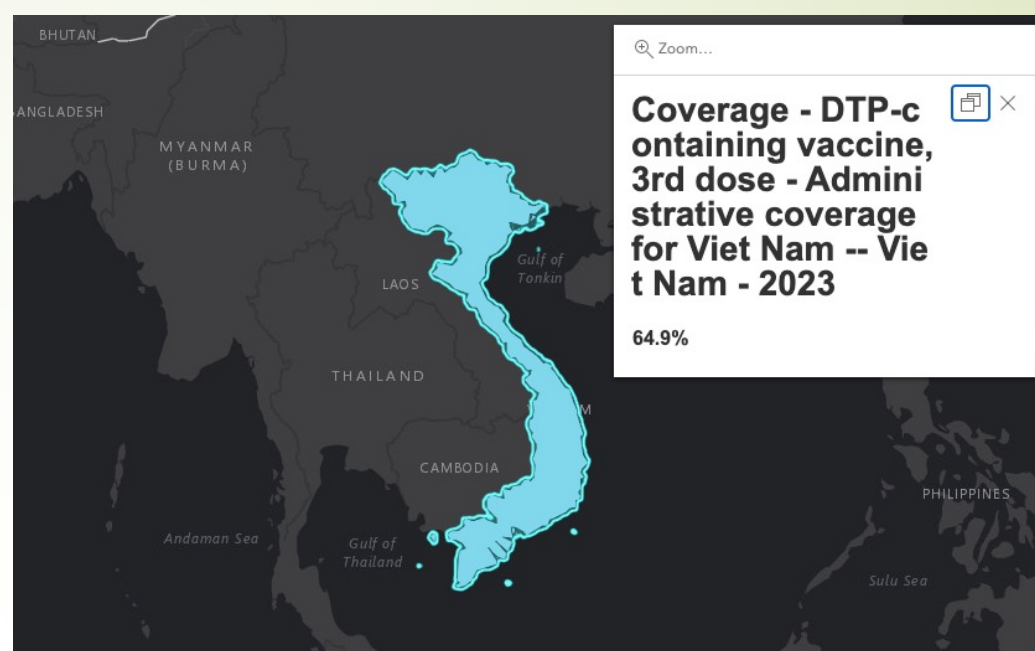 BHUTAN
Zoom...
ANGLADESH
MYANMAR
(BURMA)
Coverage - DTP-c
ontaining vaccine,
3rd dose - Admini
strative coverage
for Viet Nam -- Vie
t Nam - 2023
64.9%
Gulf of
Tonkin
LAOS
THAILAND
M
CAMBODIA
PHILIPPINES
Andaman Sea
Gulf of
Thailand
Sulu Sea